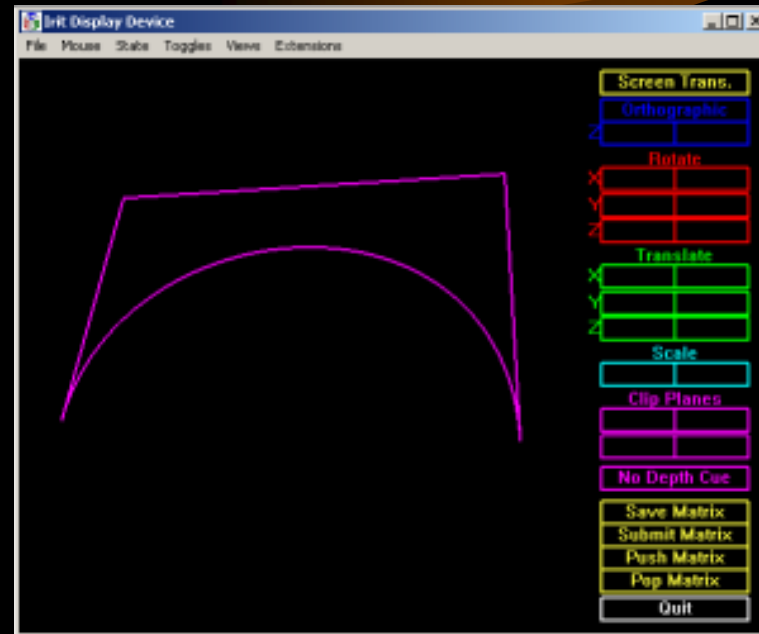 Irit Display Device
File Mouse State Toggles Views Extensions
Screen Trans.
Orthographic
Z
Rotate
X
Y
Z
Translate
X
Y
Z
Scale
Clip Planes
No Depth Cue
Save Matrix
Submit Matrix
Push Matrix
Pop Matrix
Quit